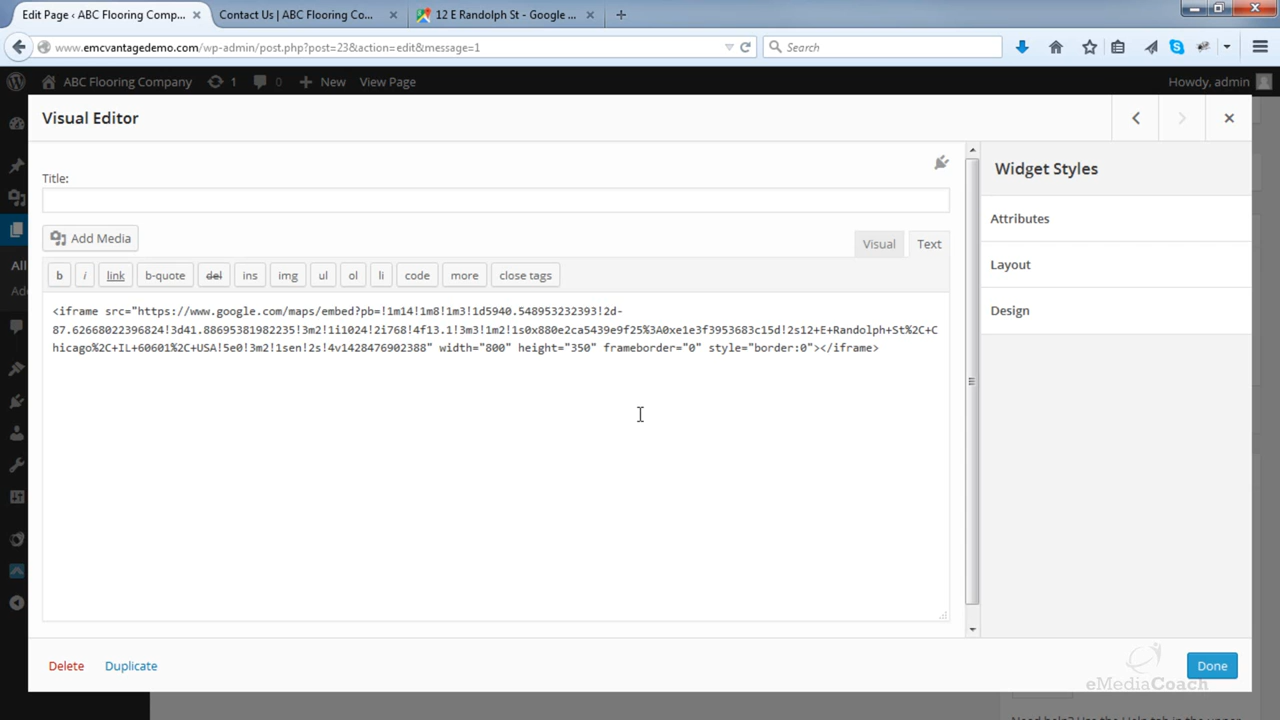 Edit Page ‹ ABC Flooring Comp...
Contact Us | ABC Flooring Co...
12 E Randolph St - Google ...
www.emcvantagedemo.com/wp-admin/post.php?post=23&action=edit&message=1
Search
ABC Flooring Company
1
0
New
View Page
Howdy, admin
Visual Editor
Title:
Add Media
Visual
Text
b
i
link
b-quote
del
ins
img
ul
ol
li
code
more
close tags
<iframe src="https://www.google.com/maps/embed?pb=!1m14!1m8!1m3!1d5940.548953232393!2d-
87.62668022396824!3d41.88695381982235!3m2!1i1024!2i768!4f13.1!3m3!1m2!1s0x880e2ca5439e9f25%3A0xe1e3f3953683c15d!2s12+E+Randolph+St%2C+C
hicago%2C+IL+60601%2C+USA!5e0!3m2!1sen!2s!4v1428476902388" width="800" height="350" frameborder="0" style="border:0"></iframe>
Widget Styles
Attributes
Layout
Design
All
Delete
Duplicate
Done
eMediaCoach